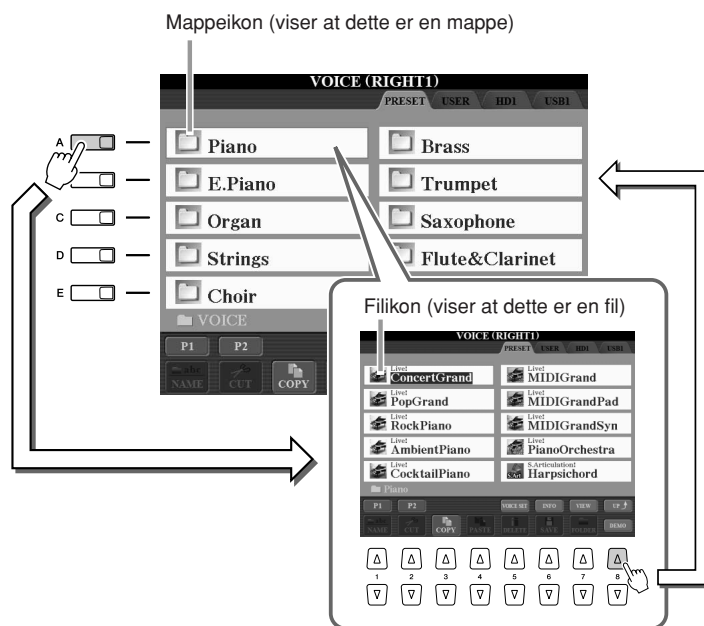 Mappeikon (viser at dette er en mappe)
VOICE (RIGHT1)
PRESET USER HD1 USB1
A
Piano
Brass
E.Piano
Trumpet
C
Organ
Saxophone
D
Strings
Flute&Clarinet
E
Choir
VOICE
P1 P2
abc
NAME CUT COPY
Filikon (viser at dette er en fil)
VOICE (RIGHT1)
PRESET USER HD1 USB1
Live!
ConcertGrand
Live!
MIDIGrand
Live!
PopGrand
Live!
MIDIGrandPad
Live!
RockPiano
Live!
MIDIGrandSyn
Live!
AmbientPiano
Live!
PianoOrchestra
Live!
CocktailPiano
S.Articulation!
Harpsichord
Piano
P1 P2 VOICE SET INFO VIEW UP
NAME CUT COPY PASTE DELETE SAVE FOLDER DEMO
1 2 3 4 5 6 7 8